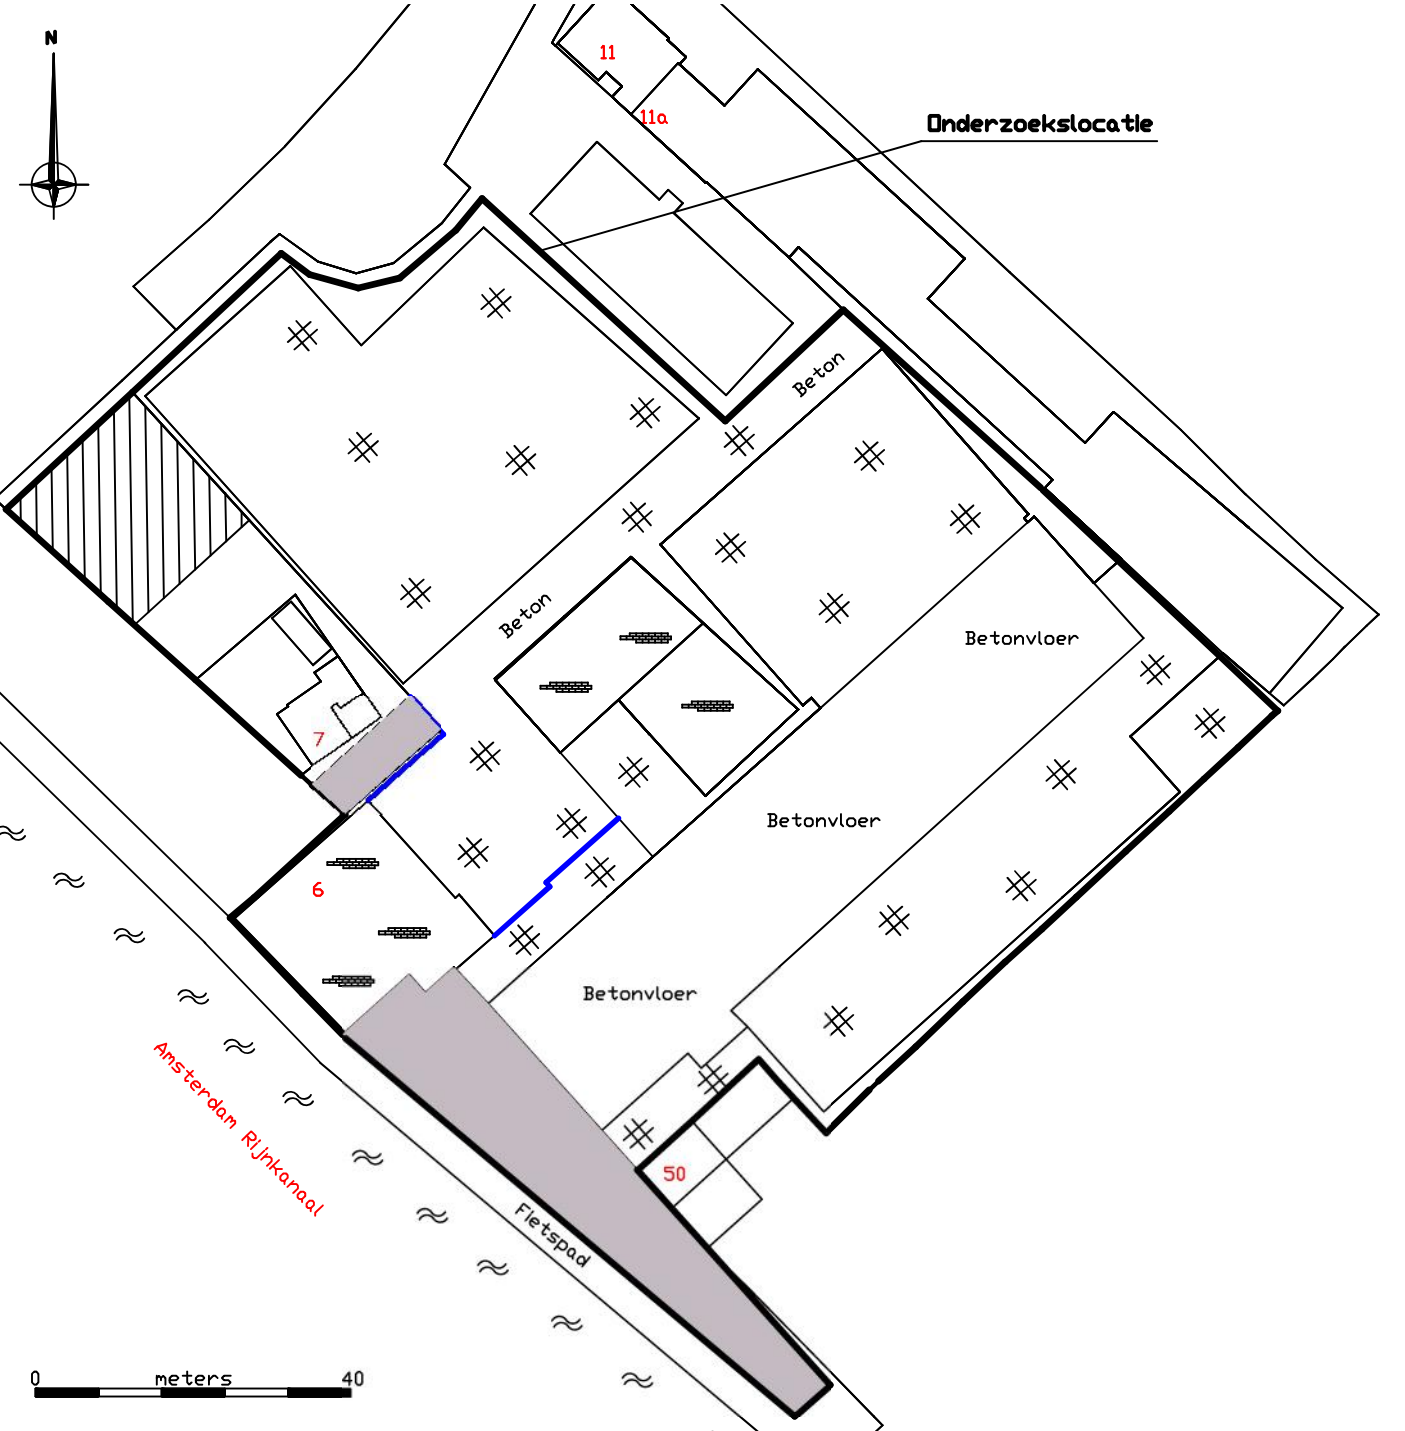 N
11
11a
Onderzoekslocatie
Beton
Beton
Betonvloer
7
Betonvloer
6
Betonvloer
Amsterdam Rijnkanaal
50
Fietspad
0 meters 40